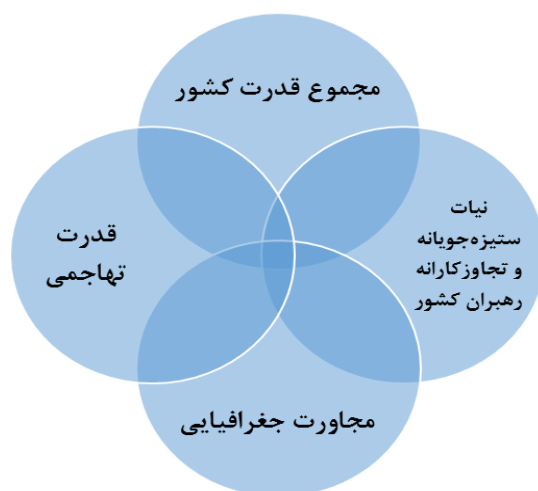 مجموع قدرت کشور
نیات
ستیزه‌جویانه
و تجاوزکارانه
رهبران کشور
قدرت
تهاجمی
مجاورت جغرافیایی